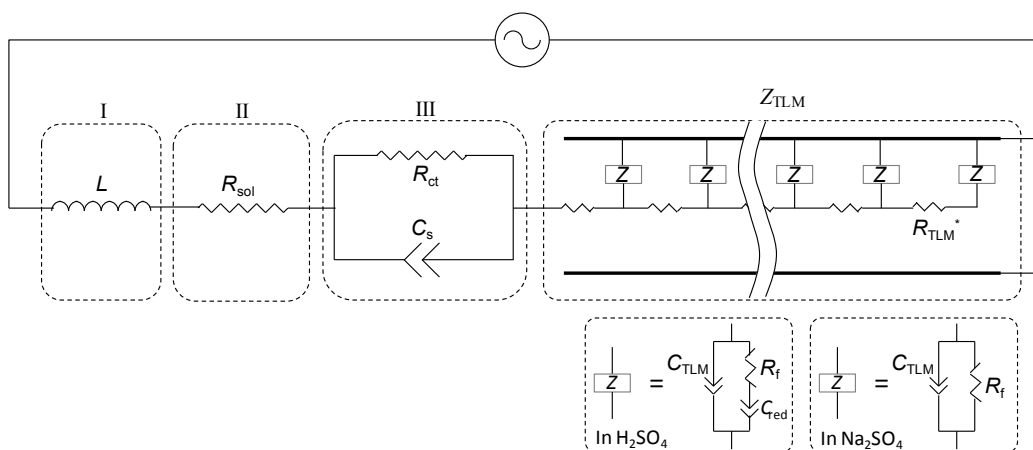 I
II
III
Z_TLM
L
R_sol
R_ct
C_s
Z
Z
Z
Z
Z
R_TLM*
Z
=
C_TLM
R_f
C_red
In H₂SO₄
Z
=
C_TLM
R_f
In Na₂SO₄